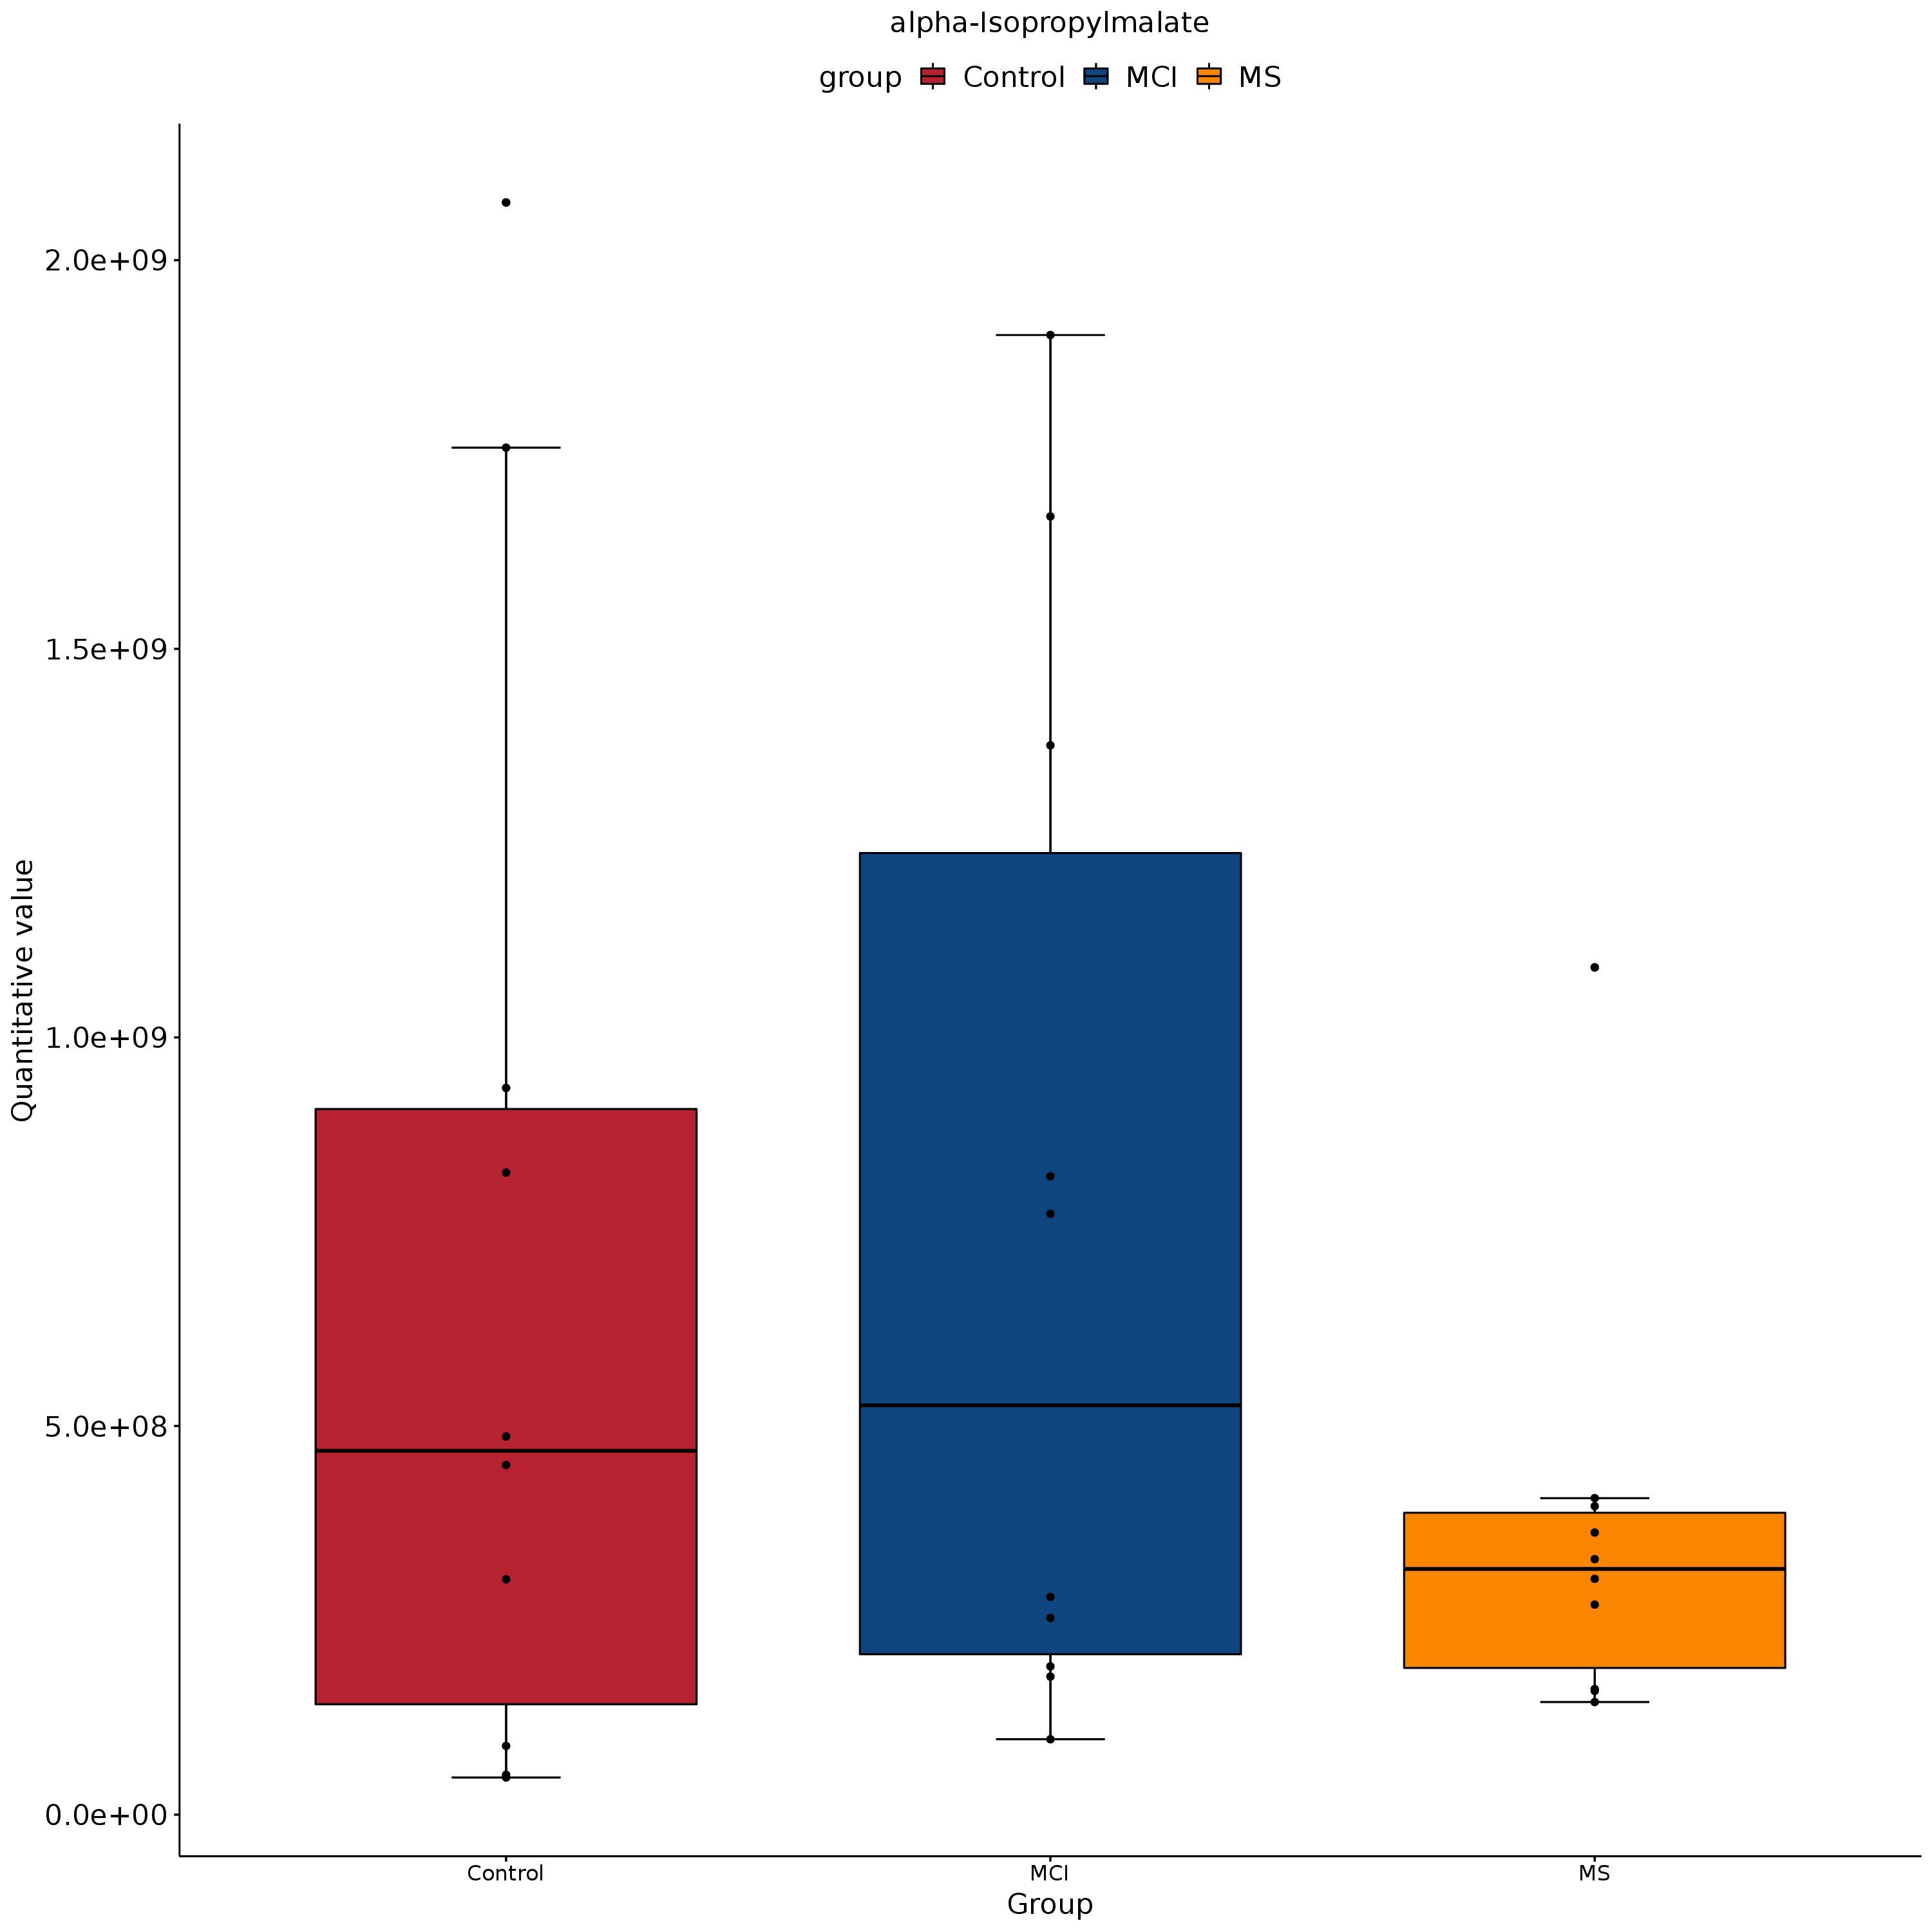 alpha-Isopropylmalate
group Control MCI MS
2.0e+09
1.5e+09
1.0e+09
5.0e+08
0.0e+00
Quantitative value
Control MCI MS
Group